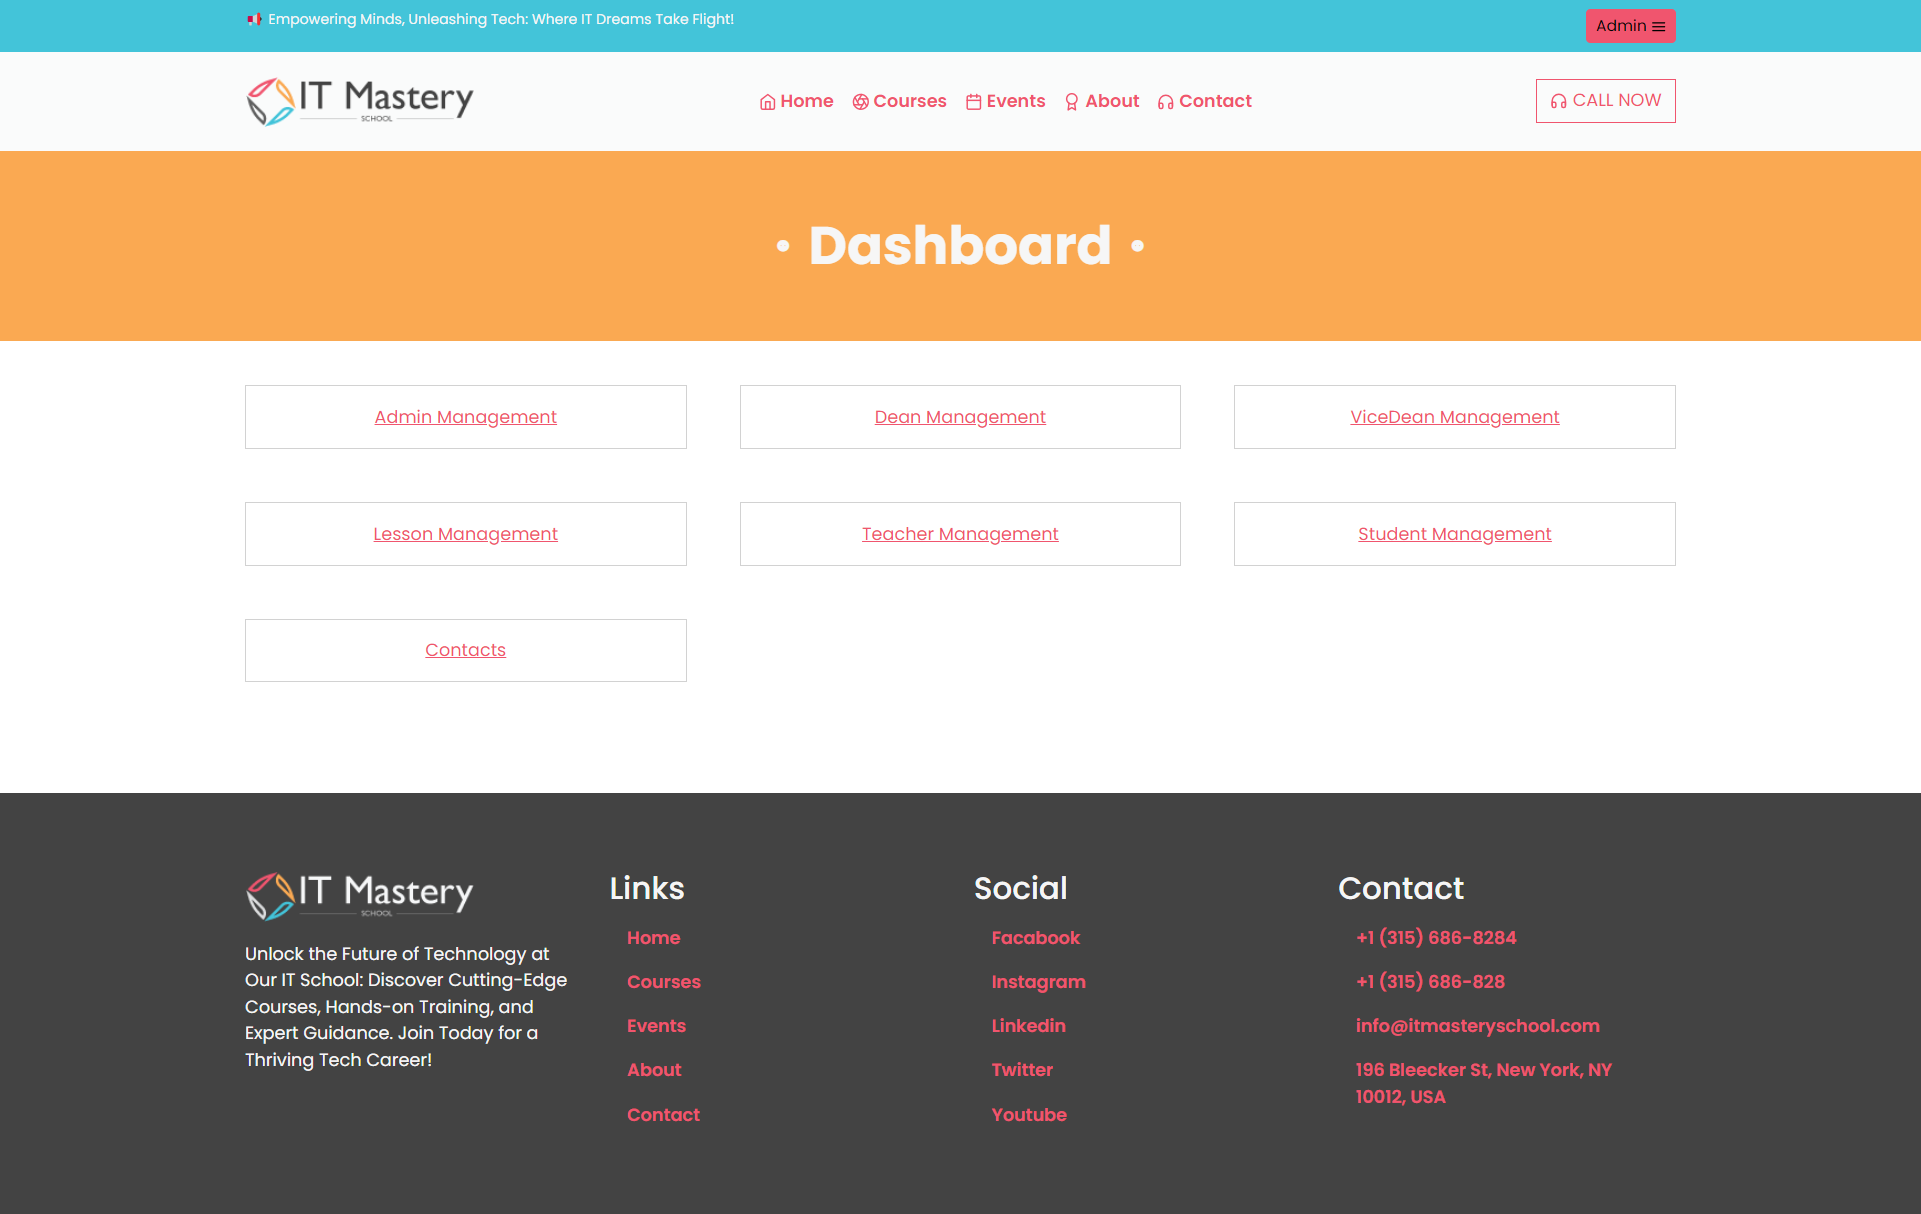 Empowering Minds, Unleashing Tech: Where IT Dreams Take Flight!
Admin
IT Mastery
SCHOOL
Home
Courses
Events
About
Contact
CALL NOW
• Dashboard •
Admin Management
Dean Management
ViceDean Management
Lesson Management
Teacher Management
Student Management
Contacts
IT Mastery
SCHOOL
Unlock the Future of Technology at
Our IT School: Discover Cutting-Edge
Courses, Hands-on Training, and
Expert Guidance. Join Today for a
Thriving Tech Career!
Links
Home
Courses
Events
About
Contact
Social
Facabook
Instagram
Linkedin
Twitter
Youtube
Contact
+1 (315) 686-8284
+1 (315) 686-828
info@itmasteryschool.com
196 Bleecker St, New York, NY
10012, USA